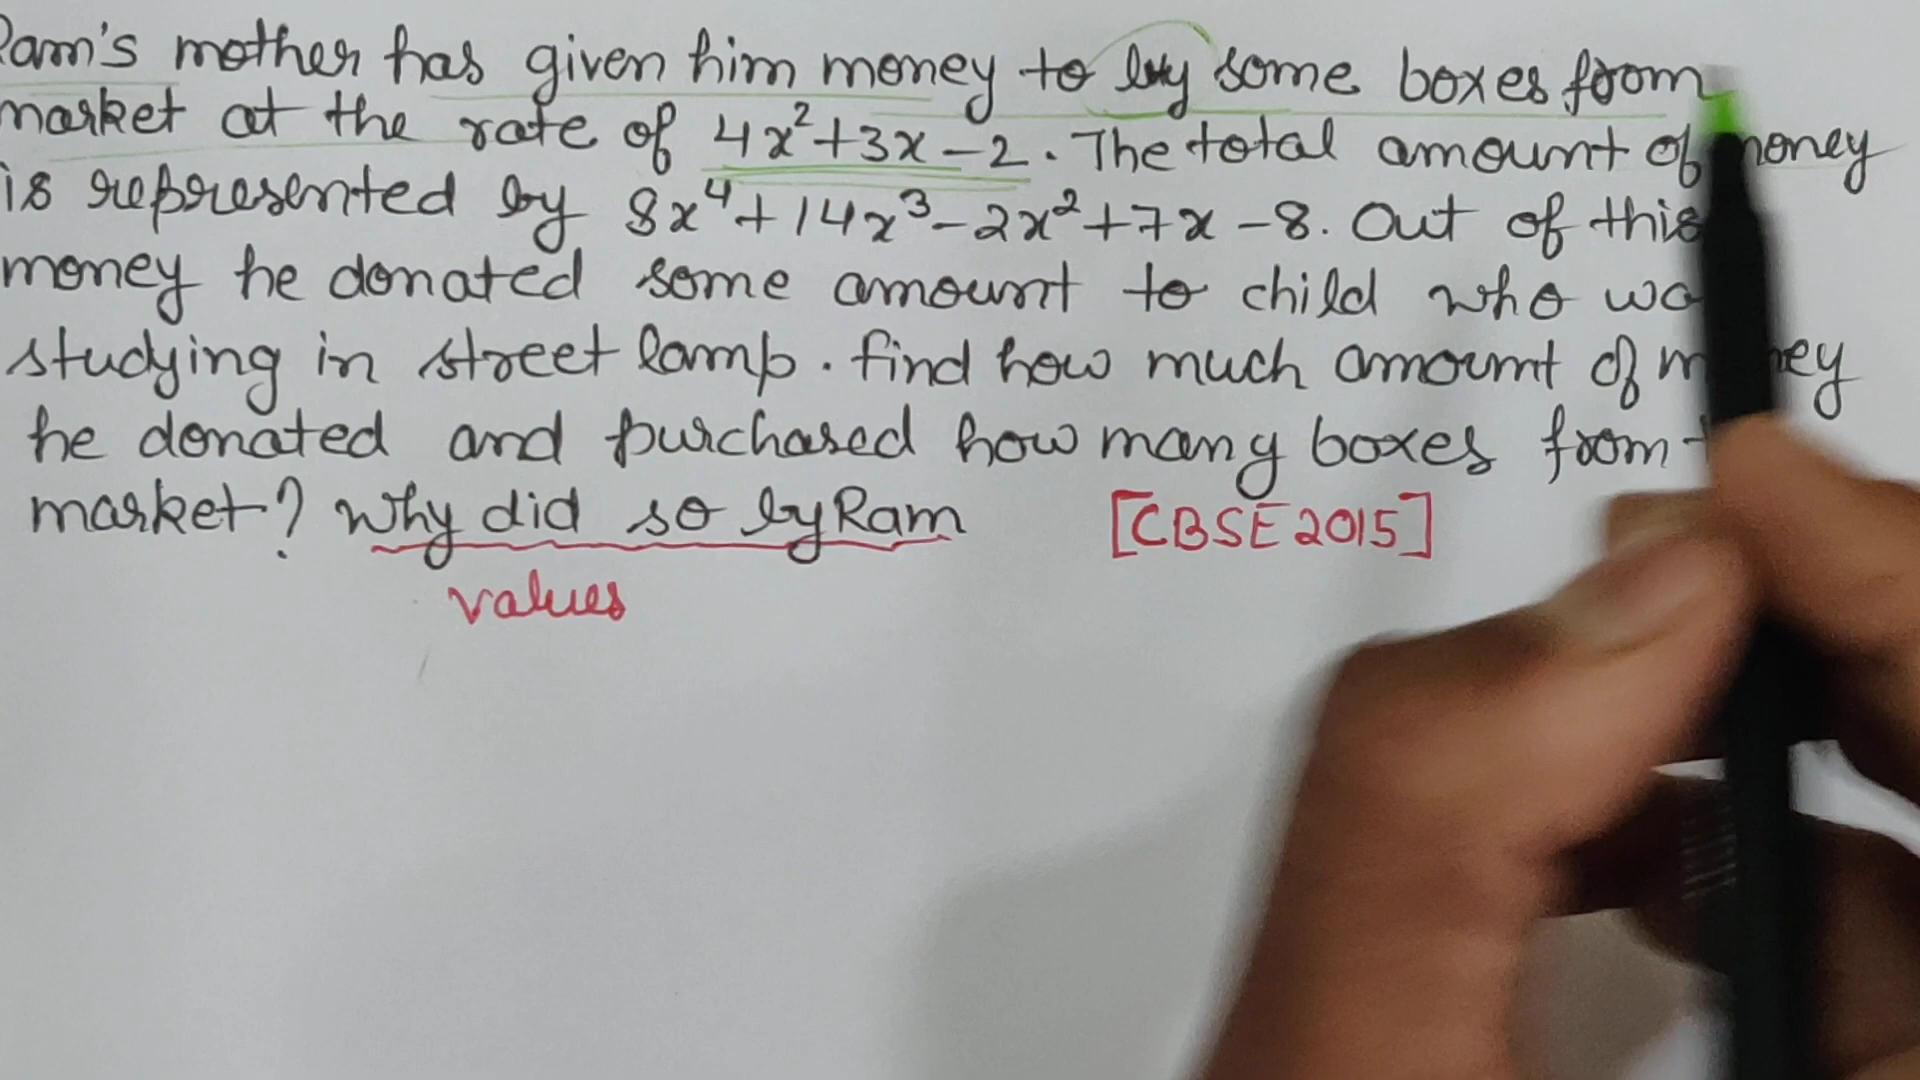 Ram's mother has given him money to by some boxes from
market at the rate of 4x²+3x-2. The total amount of money
is represented by 8x⁴+14x³-2x²+7x-8. Out of this
money he donated some amount to child who
studying in street lamp. find how much amount of money
he donated and purchased how many boxes from
market? Why did so by Ram [CBSE 2015]
values